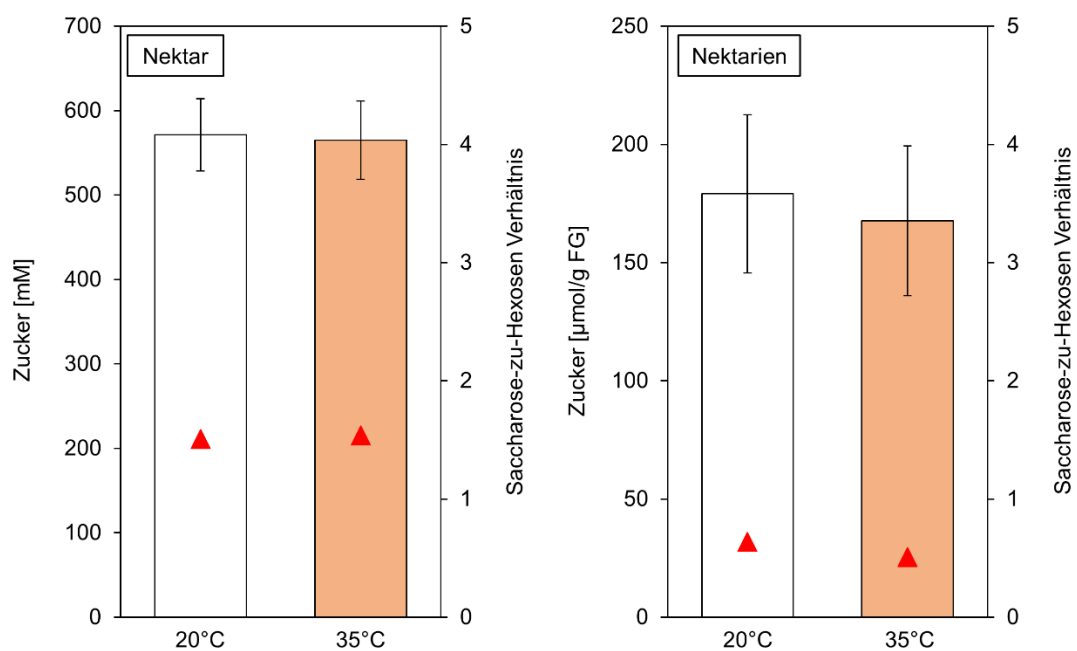 Nektar
Zucker [mM]
700
600
500
400
300
200
100
0
20°C
35°C
5
4
3
2
1
0
Saccharose-zu-Hexosen Verhältnis
Nektarien
Zucker [µmol/g FG]
250
200
150
100
50
0
20°C
35°C
5
4
3
2
1
0
Saccharose-zu-Hexosen Verhältnis